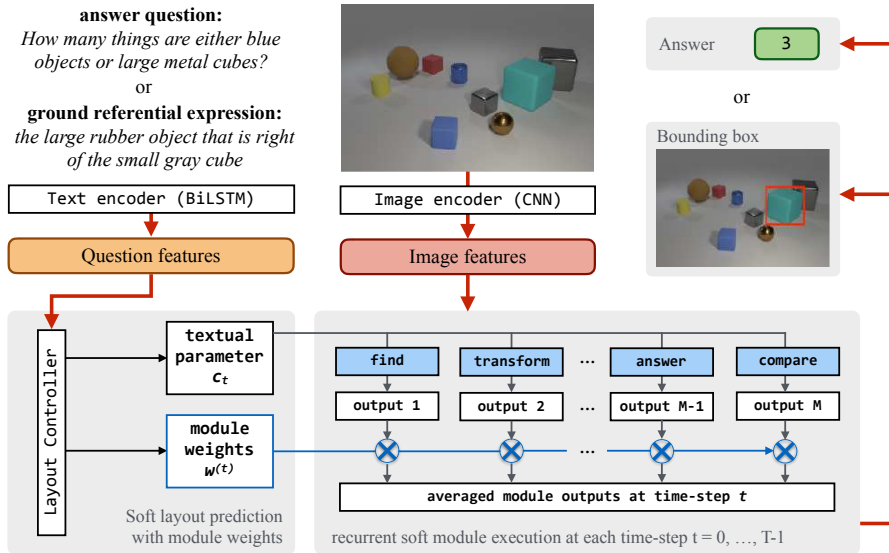 answer question:
How many things are either blue
objects or large metal cubes?
or
ground referential expression:
the large rubber object that is right
of the small gray cube
Text encoder (BiLSTM)
Question features
Image encoder (CNN)
Image features
Answer
3
or
Bounding box
Layout Controller
textual
parameter
cₜ
module
weights
w⁽ᵗ⁾
Soft layout prediction
with module weights
find
transform
...
answer
compare
output 1
output 2
...
output M-1
output M
...
averaged module outputs at time-step t
recurrent soft module execution at each time-step t = 0, …, T-1